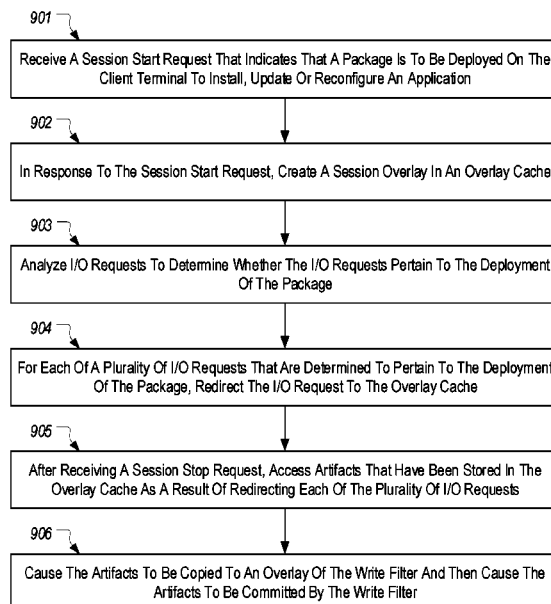 901
Receive A Session Start Request That Indicates That A Package Is To Be Deployed On The
Client Terminal To Install, Update Or Reconfigure An Application
902
In Response To The Session Start Request, Create A Session Overlay In An Overlay Cache
903
Analyze I/O Requests To Determine Whether The I/O Requests Pertain To The Deployment
Of The Package
904
For Each Of A Plurality Of I/O Requests That Are Determined To Pertain To The Deployment
Of The Package, Redirect The I/O Request To The Overlay Cache
905
After Receiving A Session Stop Request, Access Artifacts That Have Been Stored In The
Overlay Cache As A Result Of Redirecting Each Of The Plurality Of I/O Requests
906
Cause The Artifacts To Be Copied To An Overlay Of The Write Filter And Then Cause The
Artifacts To Be Committed By The Write Filter